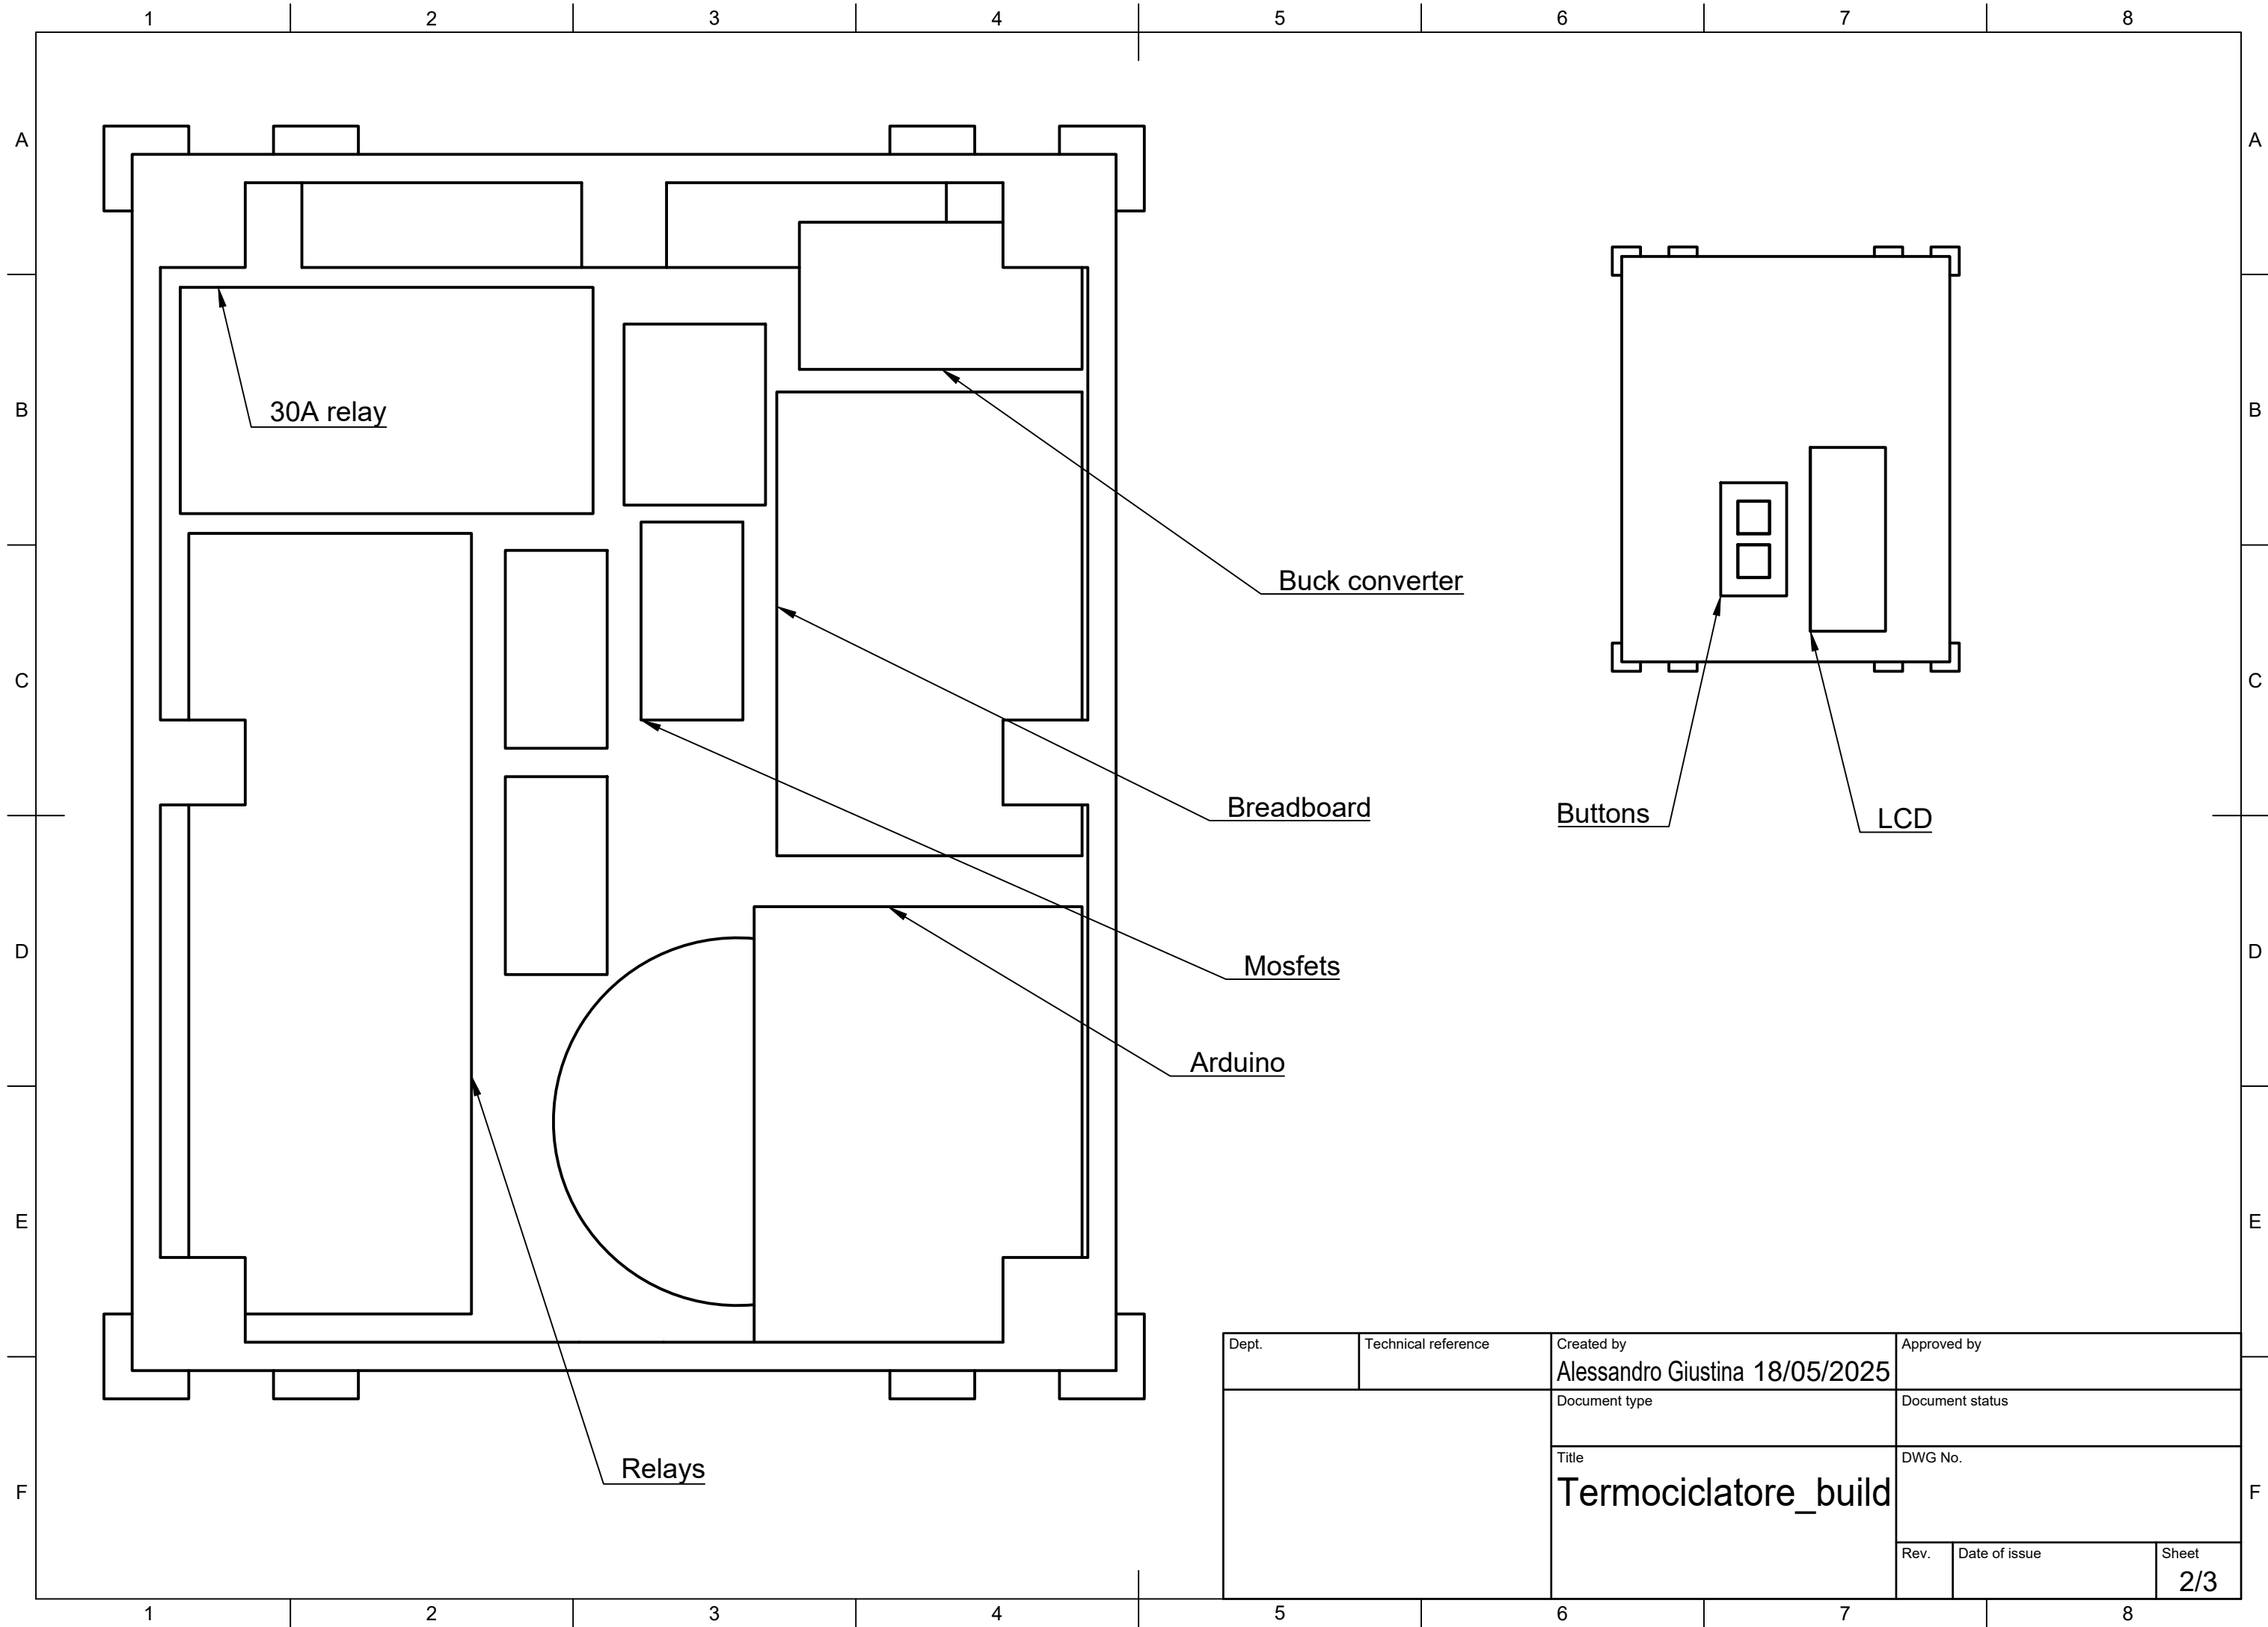 1 2 3 4 5 6 7 8
A A
30A relay
B B
Buck converter
C C
Breadboard
Buttons
LCD
Mosfets
D D
Arduino
E E
Relays
F F
Dept. Technical reference Created by Approved by
Alessandro Giustina 18/05/2025
Document type Document status
Title DWG No.
Termociclatore_build
Rev. Date of issue Sheet
2/3
1 2 3 4 5 6 7 8